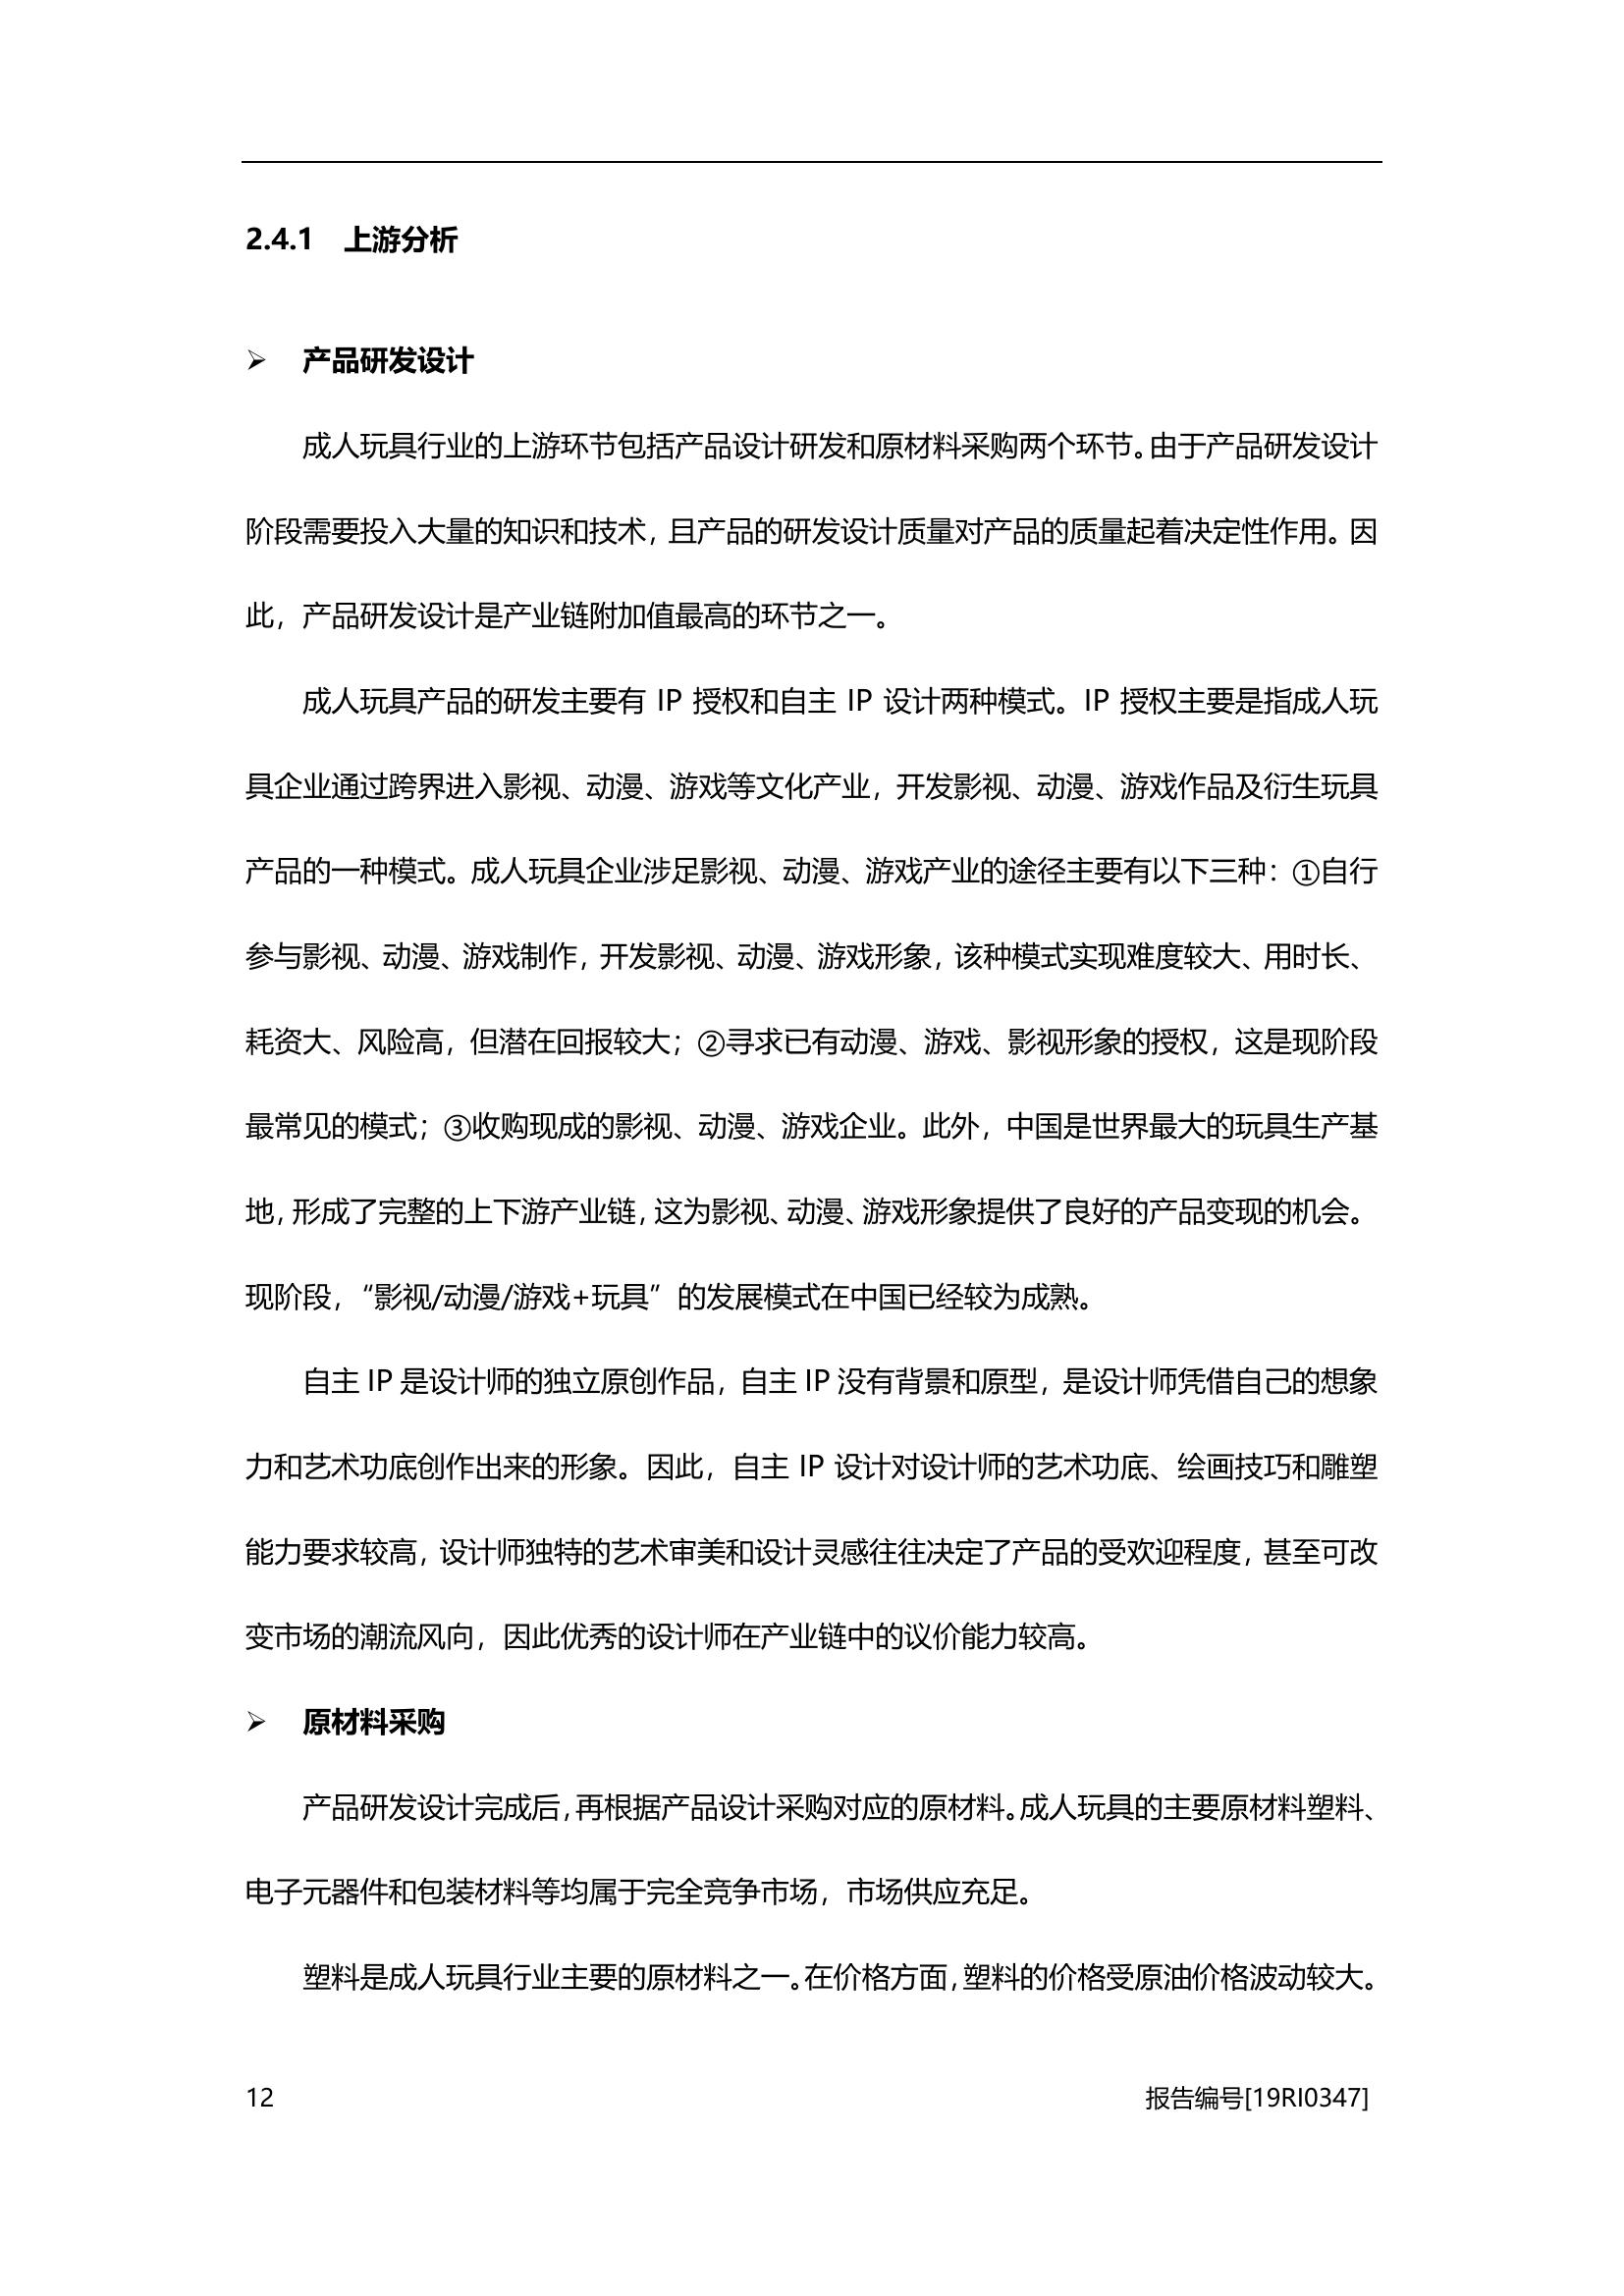 2.4.1 上游分析
➢ 产品研发设计
成人玩具行业的上游环节包括产品设计研发和原材料采购两个环节。由于产品研发设计
阶段需要投入大量的知识和技术，且产品的研发设计质量对产品的质量起着决定性作用。因
此，产品研发设计是产业链附加值最高的环节之一。
成人玩具产品的研发主要有 IP 授权和自主 IP 设计两种模式。IP 授权主要是指成人玩
具企业通过跨界进入影视、动漫、游戏等文化产业，开发影视、动漫、游戏作品及衍生玩具
产品的一种模式。成人玩具企业涉足影视、动漫、游戏产业的途径主要有以下三种：①自行
参与影视、动漫、游戏制作，开发影视、动漫、游戏形象，该种模式实现难度较大、用时长、
耗资大、风险高，但潜在回报较大；②寻求已有动漫、游戏、影视形象的授权，这是现阶段
最常见的模式；③收购现成的影视、动漫、游戏企业。此外，中国是世界最大的玩具生产基
地，形成了完整的上下游产业链，这为影视、动漫、游戏形象提供了良好的产品变现的机会。
现阶段，“影视/动漫/游戏+玩具”的发展模式在中国已经较为成熟。
自主 IP 是设计师的独立原创作品，自主 IP 没有背景和原型，是设计师凭借自己的想象
力和艺术功底创作出来的形象。因此，自主 IP 设计对设计师的艺术功底、绘画技巧和雕塑
能力要求较高，设计师独特的艺术审美和设计灵感往往决定了产品的受欢迎程度，甚至可改
变市场的潮流风向，因此优秀的设计师在产业链中的议价能力较高。
➢ 原材料采购
产品研发设计完成后，再根据产品设计采购对应的原材料。成人玩具的主要原材料塑料、
电子元器件和包装材料等均属于完全竞争市场，市场供应充足。
塑料是成人玩具行业主要的原材料之一。在价格方面，塑料的价格受原油价格波动较大。
12 报告编号[19RI0347]